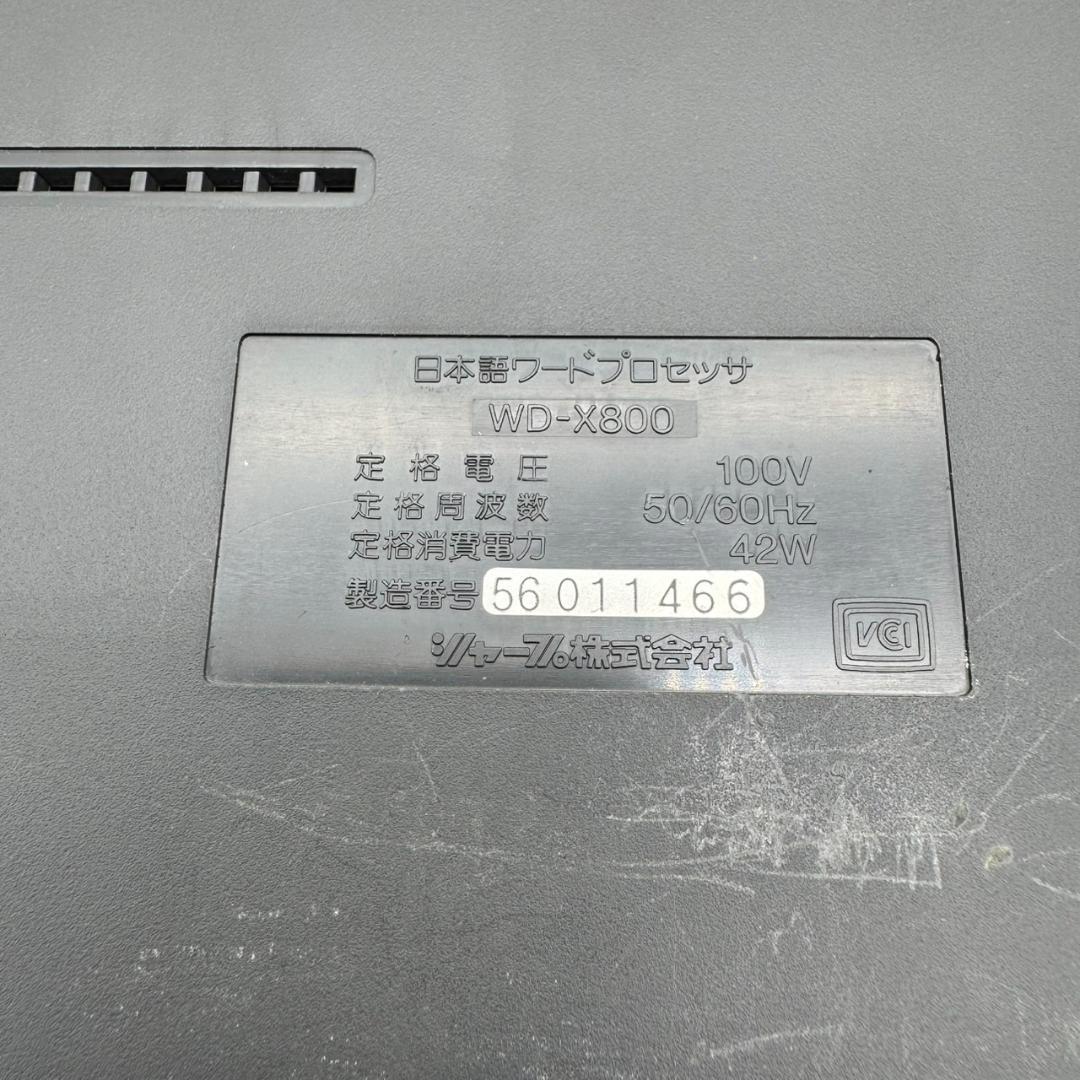 日本語ワードプロセッサ
WD-X800
定格電圧 100V
定格周波数 50/60Hz
定格消費電力 42W
製造番号 56011466
シャープ株式会社
VCCI